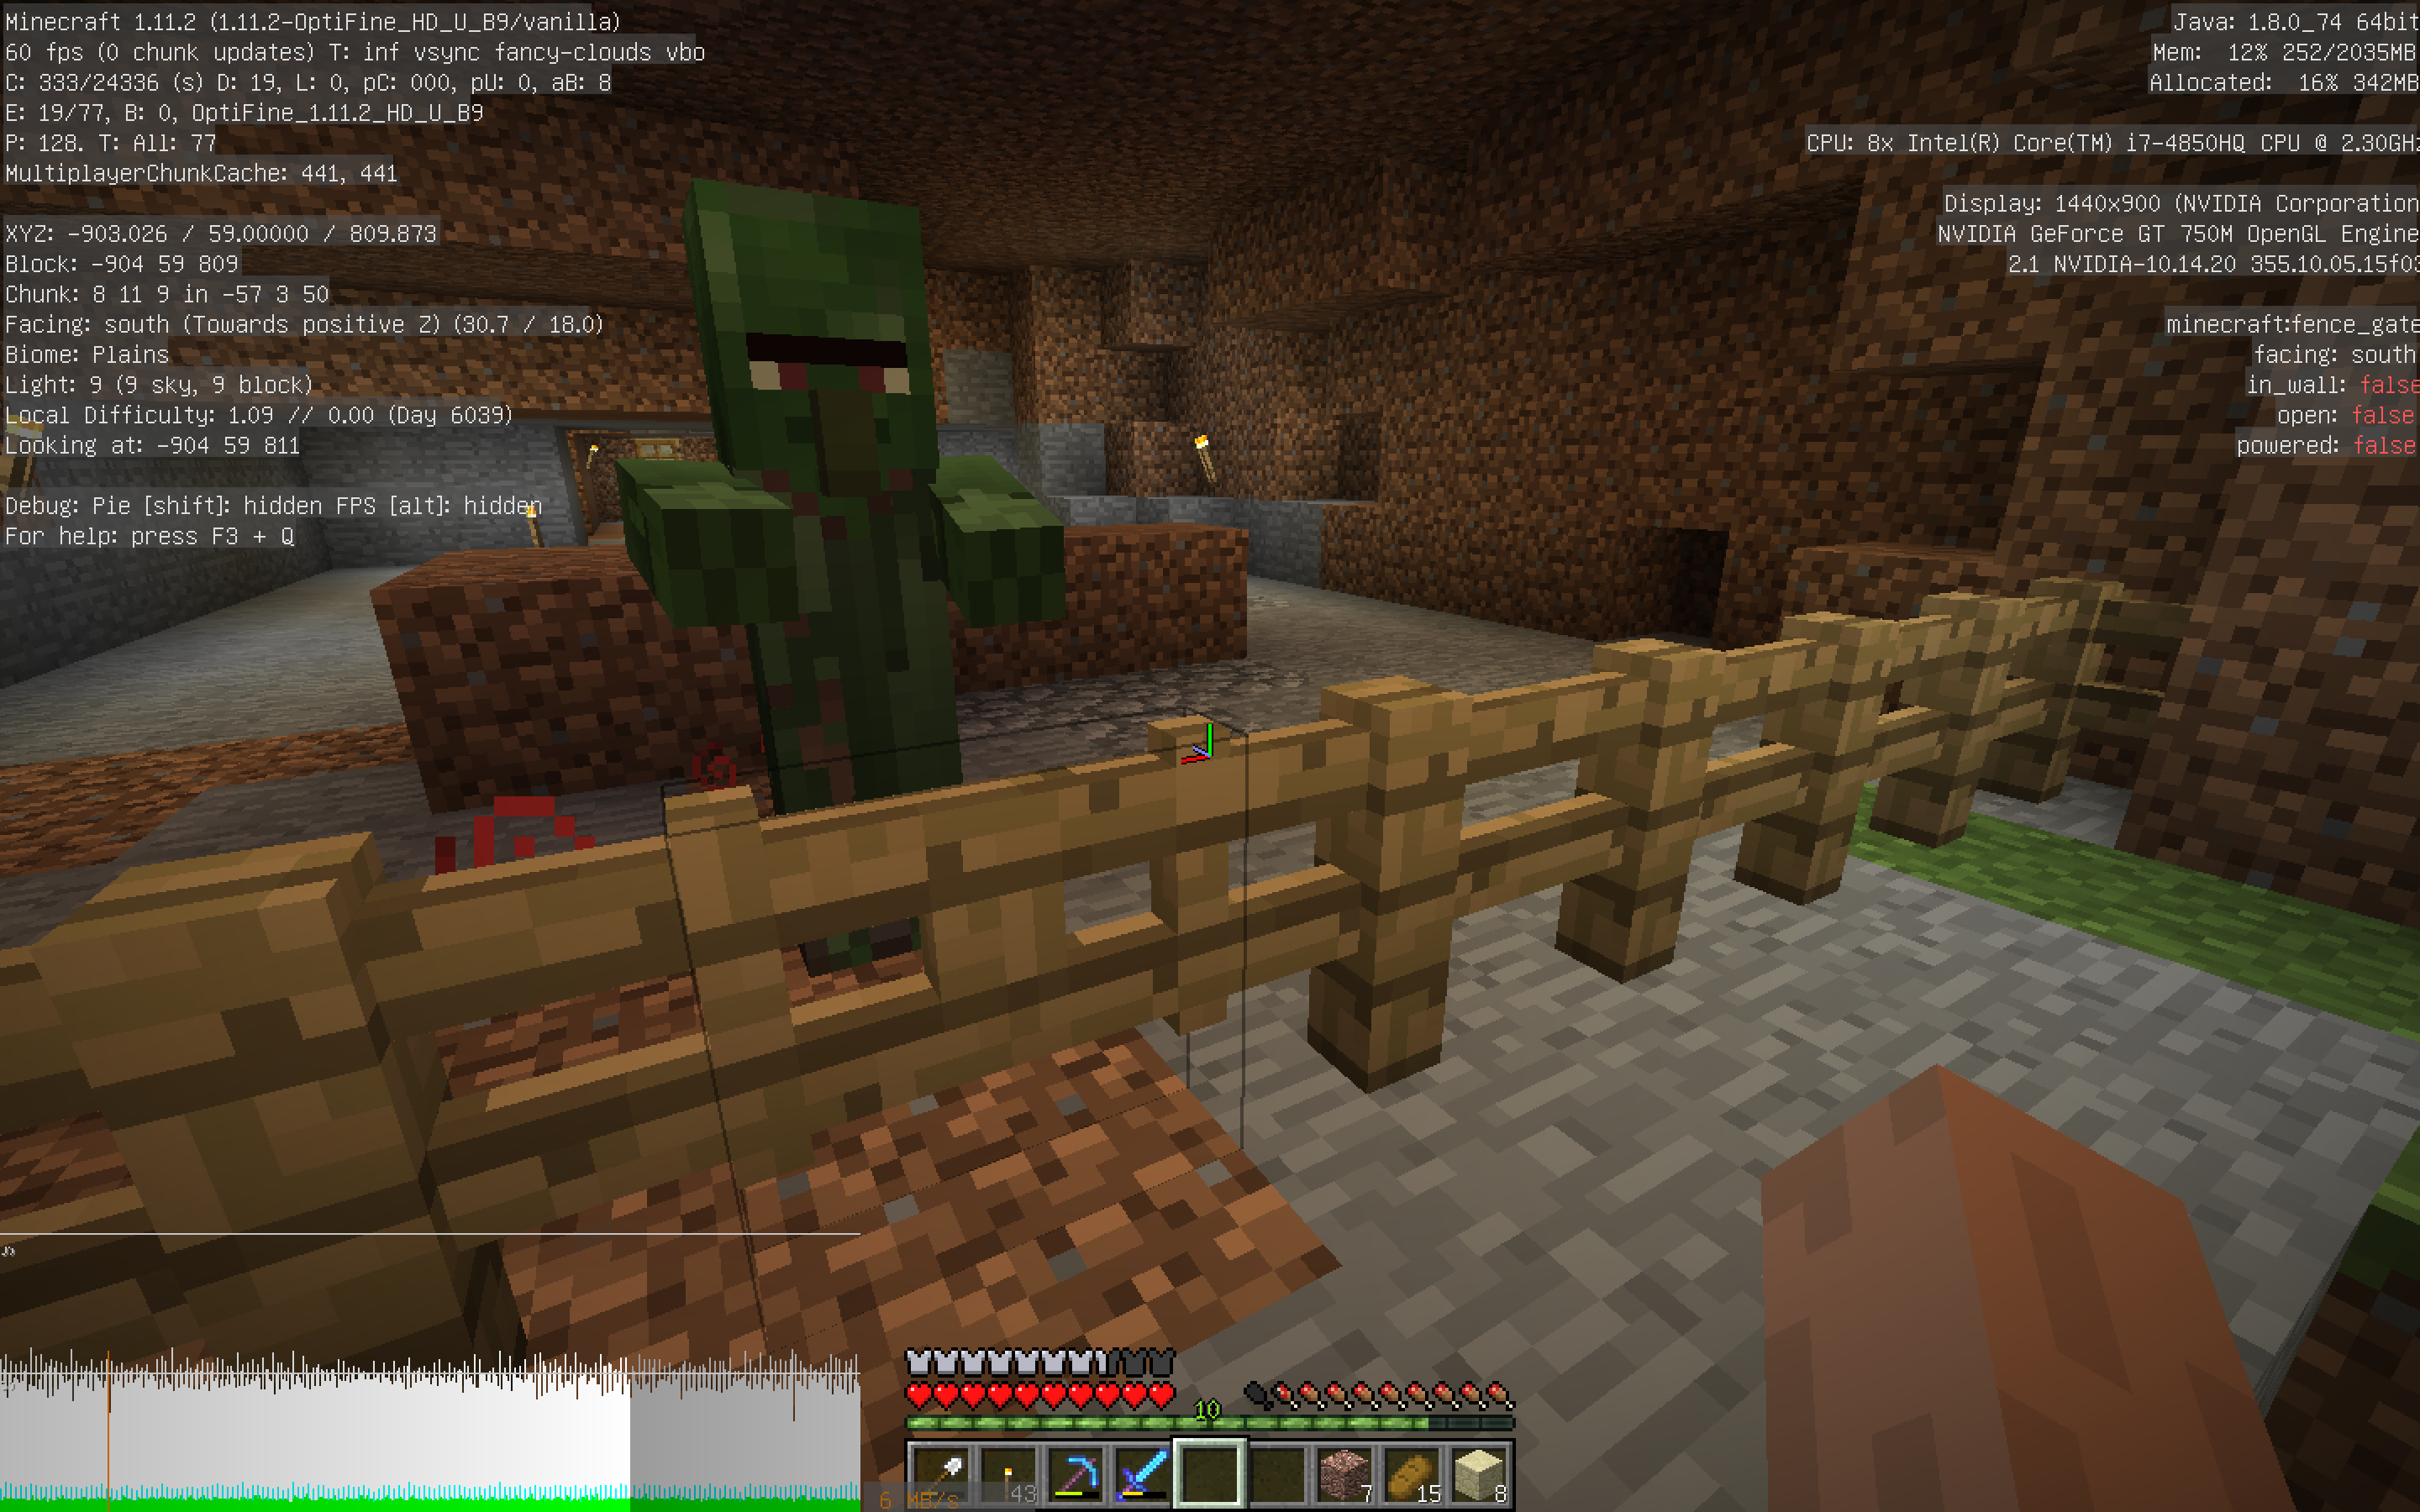 Minecraft 1.11.2 (1.11.2-OptiFine_HD_U_B9/vanilla)
60 fps (0 chunk updates) T: inf vsync fancy-clouds vbo
C: 333/24336 (s) D: 19, L: 0, pC: 000, pU: 0, aB: 8
E: 19/77, B: 0, OptiFine_1.11.2_HD_U_B9
P: 128. T: All: 77
MultiplayerChunkCache: 441, 441
XYZ: -903.026 / 59.00000 / 809.873
Block: -904 59 809
Chunk: 8 11 9 in -57 3 50
Facing: south (Towards positive Z) (30.7 / 18.0)
Biome: Plains
Light: 9 (9 sky, 9 block)
Local Difficulty: 1.09 // 0.00 (Day 6039)
Looking at: -904 59 811
Debug: Pie [shift]: hidden FPS [alt]: hidden
For help: press F3 + Q
Java: 1.8.0_74 64bit
Mem: 12% 252/2035MB
Allocated: 16% 342MB
CPU: 8x Intel(R) Core(TM) i7-4850HQ CPU @ 2.30GHz
Display: 1440x900 (NVIDIA Corporation
NVIDIA GeForce GT 750M OpenGL Engine
2.1 NVIDIA-10.14.20 355.10.05.15f03
minecraft:fence_gate
facing: south
in_wall: false
open: false
powered: false
10
43
7
15
8
6 MB/s